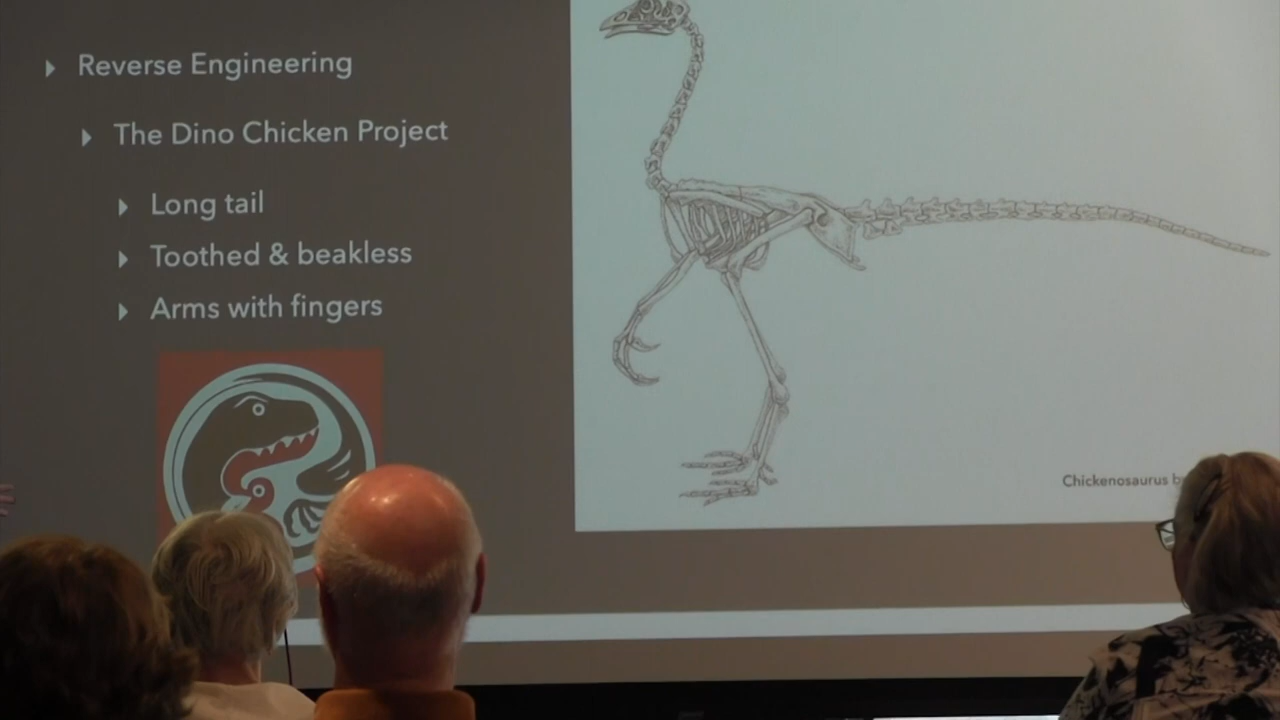 Reverse Engineering
The Dino Chicken Project
Long tail
Toothed & beakless
Arms with fingers
Chickenosaurus